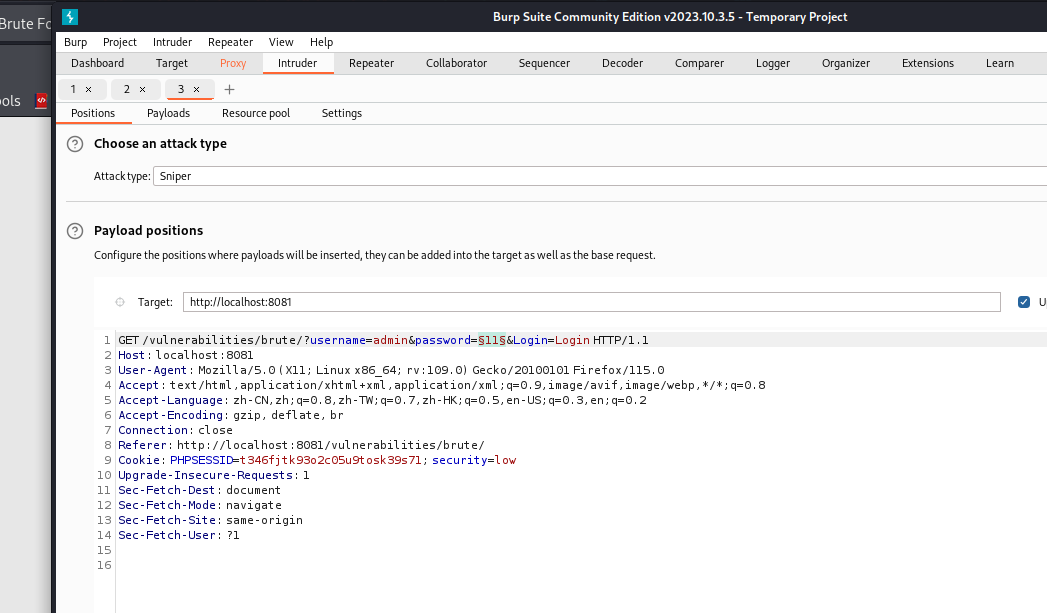 Brute Fo
Burp Suite Community Edition v2023.10.3.5 - Temporary Project
Burp Project Intruder Repeater View Help
Dashboard Target Proxy Intruder Repeater Collaborator Sequencer Decoder Comparer Logger Organizer Extensions Learn
ols
1 × 2 × 3 × +
Positions Payloads Resource pool Settings
? Choose an attack type
Attack type: Sniper
? Payload positions
Configure the positions where payloads will be inserted, they can be added into the target as well as the base request.
Target: http://localhost:8081
1 GET /vulnerabilities/brute/?username=admin&password=§11§&Login=Login HTTP/1.1
2 Host: localhost:8081
3 User-Agent: Mozilla/5.0 (X11; Linux x86_64; rv:109.0) Gecko/20100101 Firefox/115.0
4 Accept: text/html,application/xhtml+xml,application/xml;q=0.9,image/avif,image/webp,*/*;q=0.8
5 Accept-Language: zh-CN,zh;q=0.8,zh-TW;q=0.7,zh-HK;q=0.5,en-US;q=0.3,en;q=0.2
6 Accept-Encoding: gzip, deflate, br
7 Connection: close
8 Referer: http://localhost:8081/vulnerabilities/brute/
9 Cookie: PHPSESSID=t346fjtk93o2c05u9tosk39s71; security=low
10 Upgrade-Insecure-Requests: 1
11 Sec-Fetch-Dest: document
12 Sec-Fetch-Mode: navigate
13 Sec-Fetch-Site: same-origin
14 Sec-Fetch-User: ?1
15
16